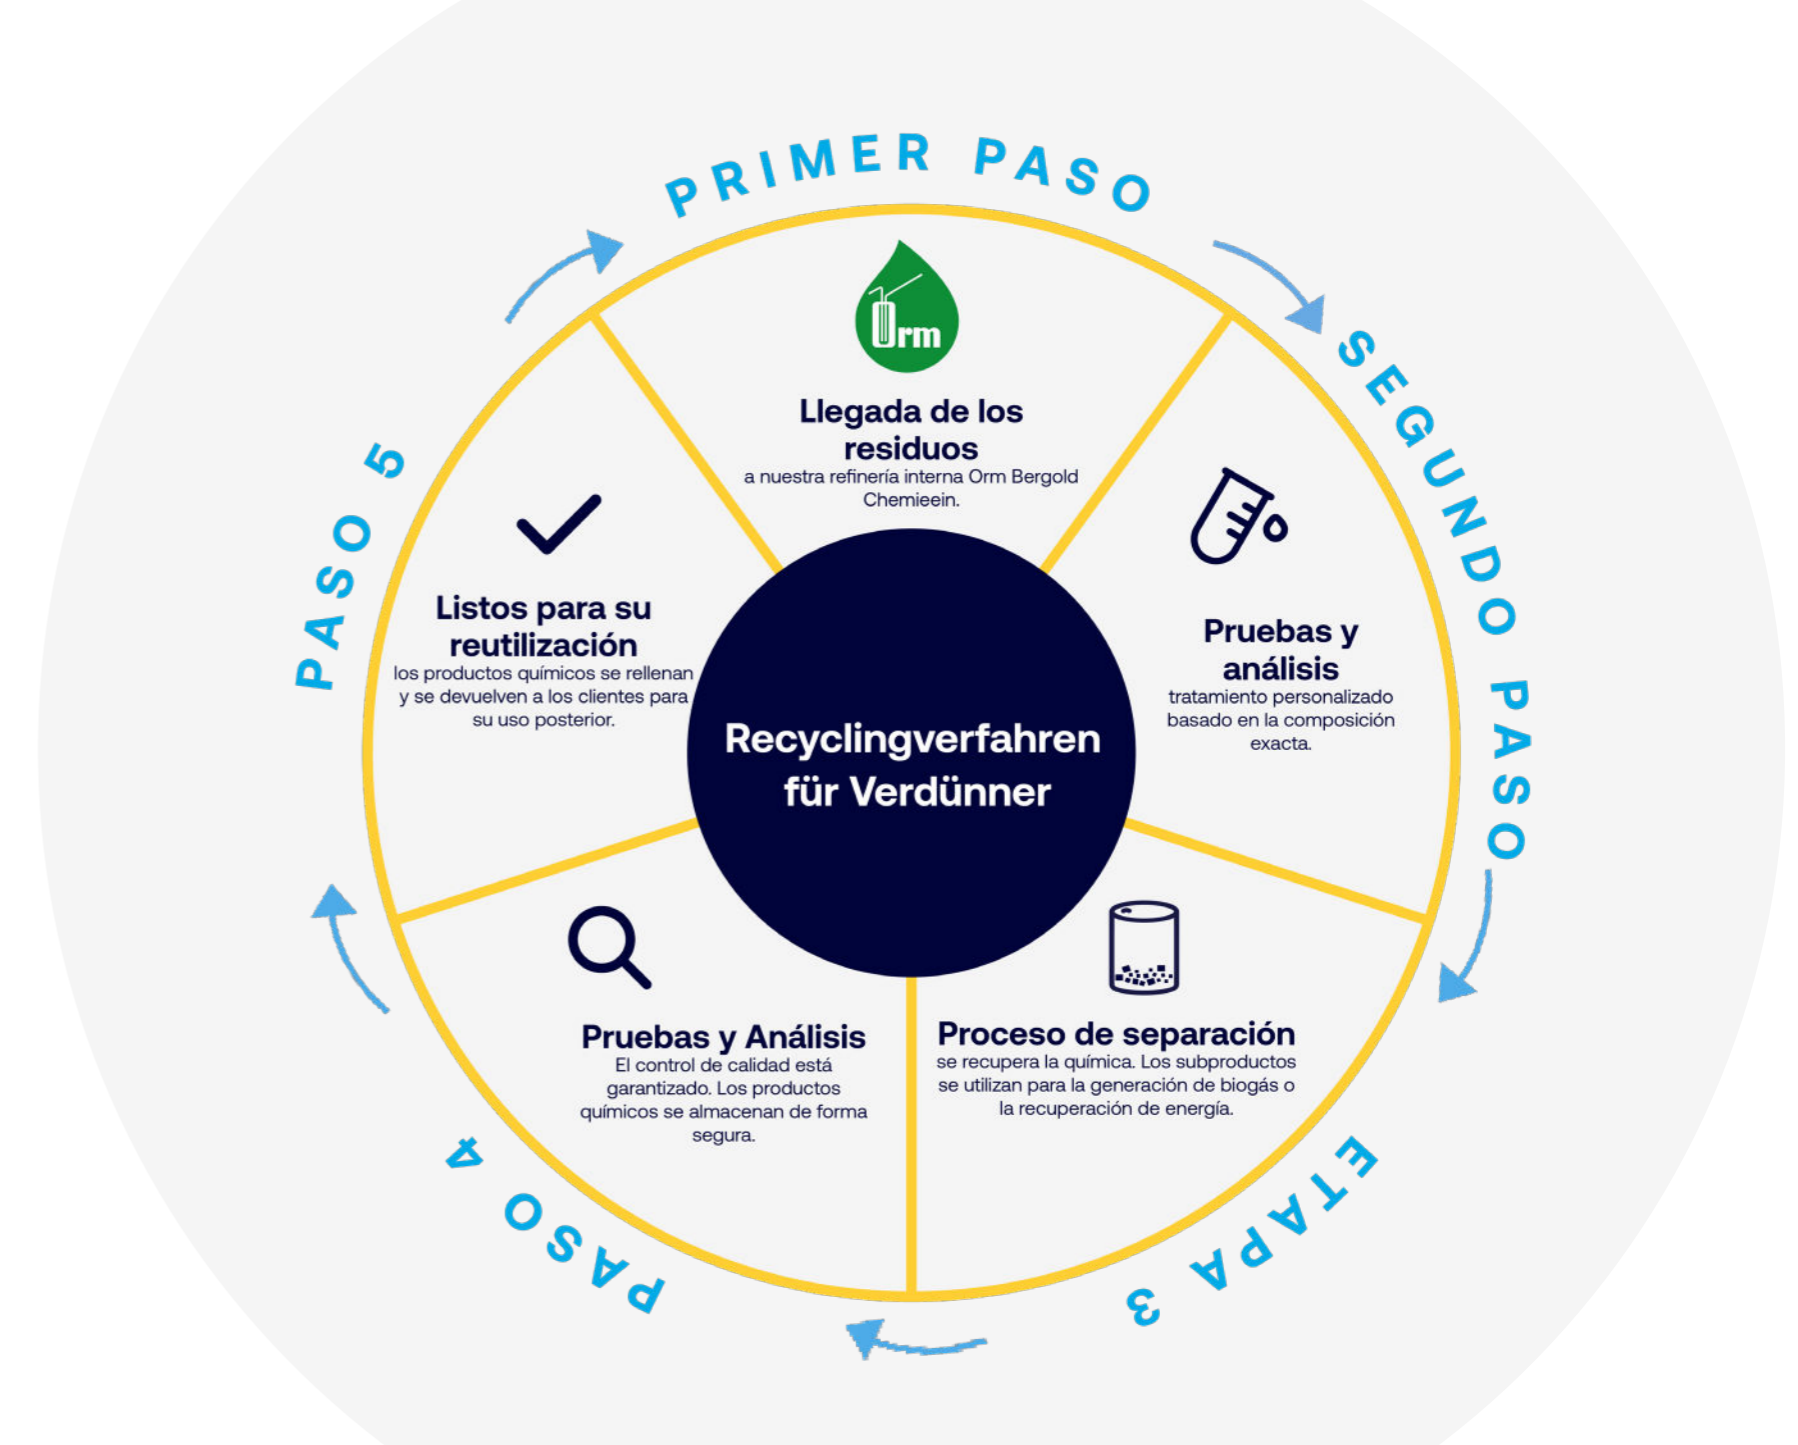 PRIMER PASO
Orm
Llegada de los
residuos
a nuestra refinería interna Orm Bergold
Chemieein.
SEGUNDO PASO
Pruebas y
análisis
tratamiento personalizado
basado en la composición
exacta.
ETAPA 3
Proceso de separación
se recupera la química. Los subproductos
se utilizan para la generación de biogás o
la recuperación de energía.
PASO 4
Pruebas y Análisis
El control de calidad está
garantizado. Los productos
químicos se almacenan de forma
segura.
PASO 5
Listos para su
reutilización
los productos químicos se rellenan
y se devuelven a los clientes para
su uso posterior.
Recyclingverfahren
für Verdünner